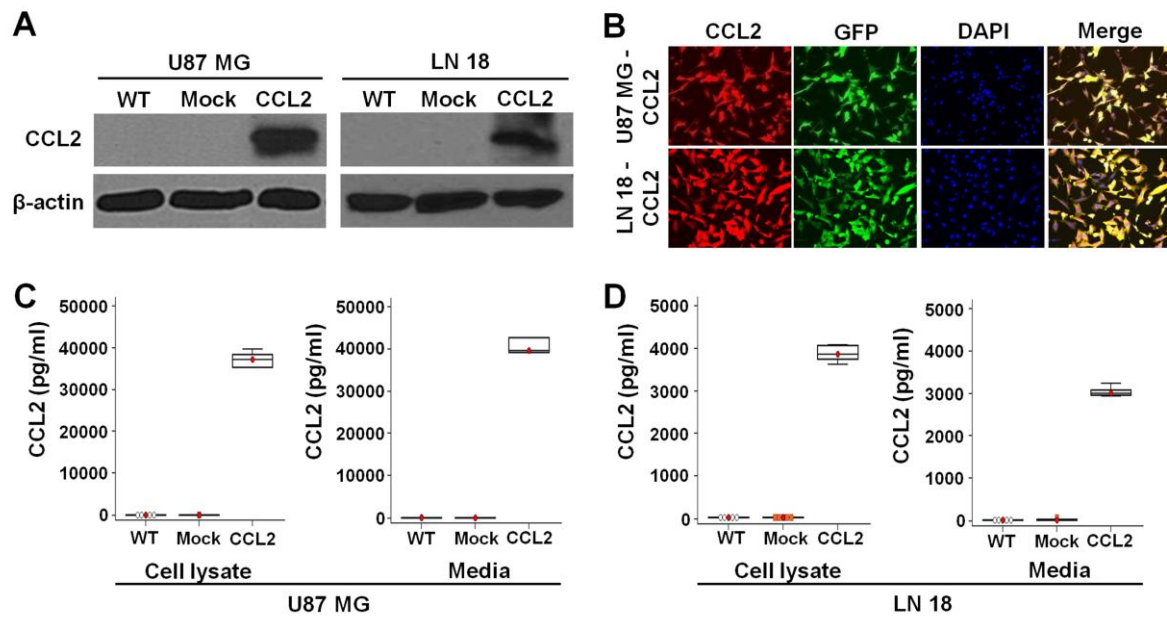 A
U87 MG
LN 18
WT Mock CCL2
WT Mock CCL2
CCL2
β-actin
B
CCL2 GFP DAPI Merge
U87 MG -
CCL2
LN 18 -
CCL2
C
CCL2 (pg/ml)
50000
40000
30000
20000
10000
0
WT Mock CCL2
Cell lysate
CCL2 (pg/ml)
50000
40000
30000
20000
10000
0
WT Mock CCL2
Media
U87 MG
D
CCL2 (pg/ml)
5000
4000
3000
2000
1000
0
WT Mock CCL2
Cell lysate
CCL2 (pg/ml)
5000
4000
3000
2000
1000
0
WT Mock CCL2
Media
LN 18